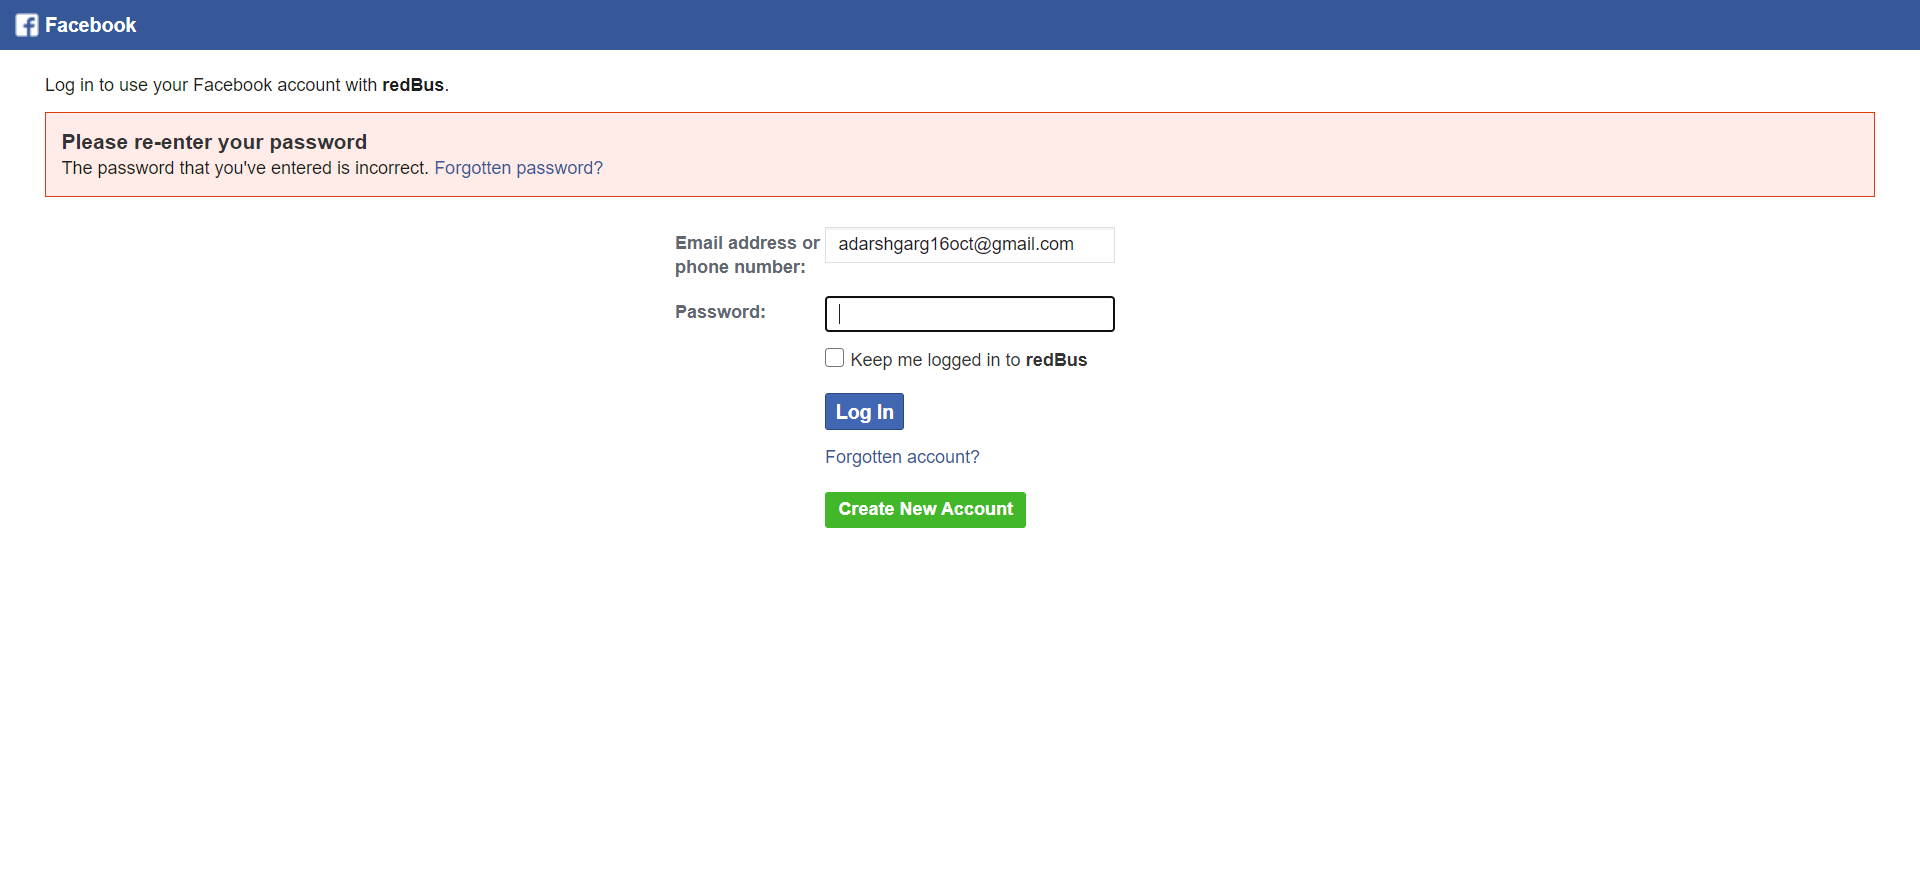 Facebook
Log in to use your Facebook account with redBus.
Please re-enter your password
The password that you've entered is incorrect. Forgotten password?
Email address or
phone number:
adarshgarg16oct@gmail.com
Password:
Keep me logged in to redBus
Log In
Forgotten account?
Create New Account